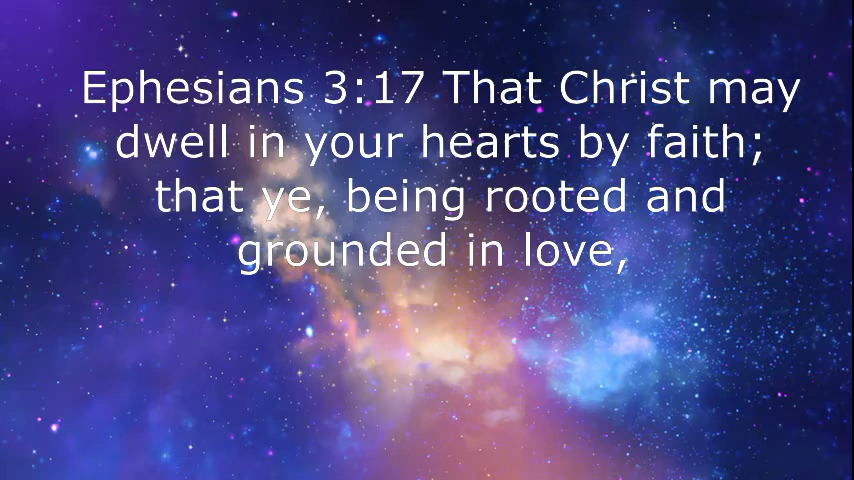 Ephesians 3:17 That Christ may
dwell in your hearts by faith;
that ye, being rooted and
grounded in love,